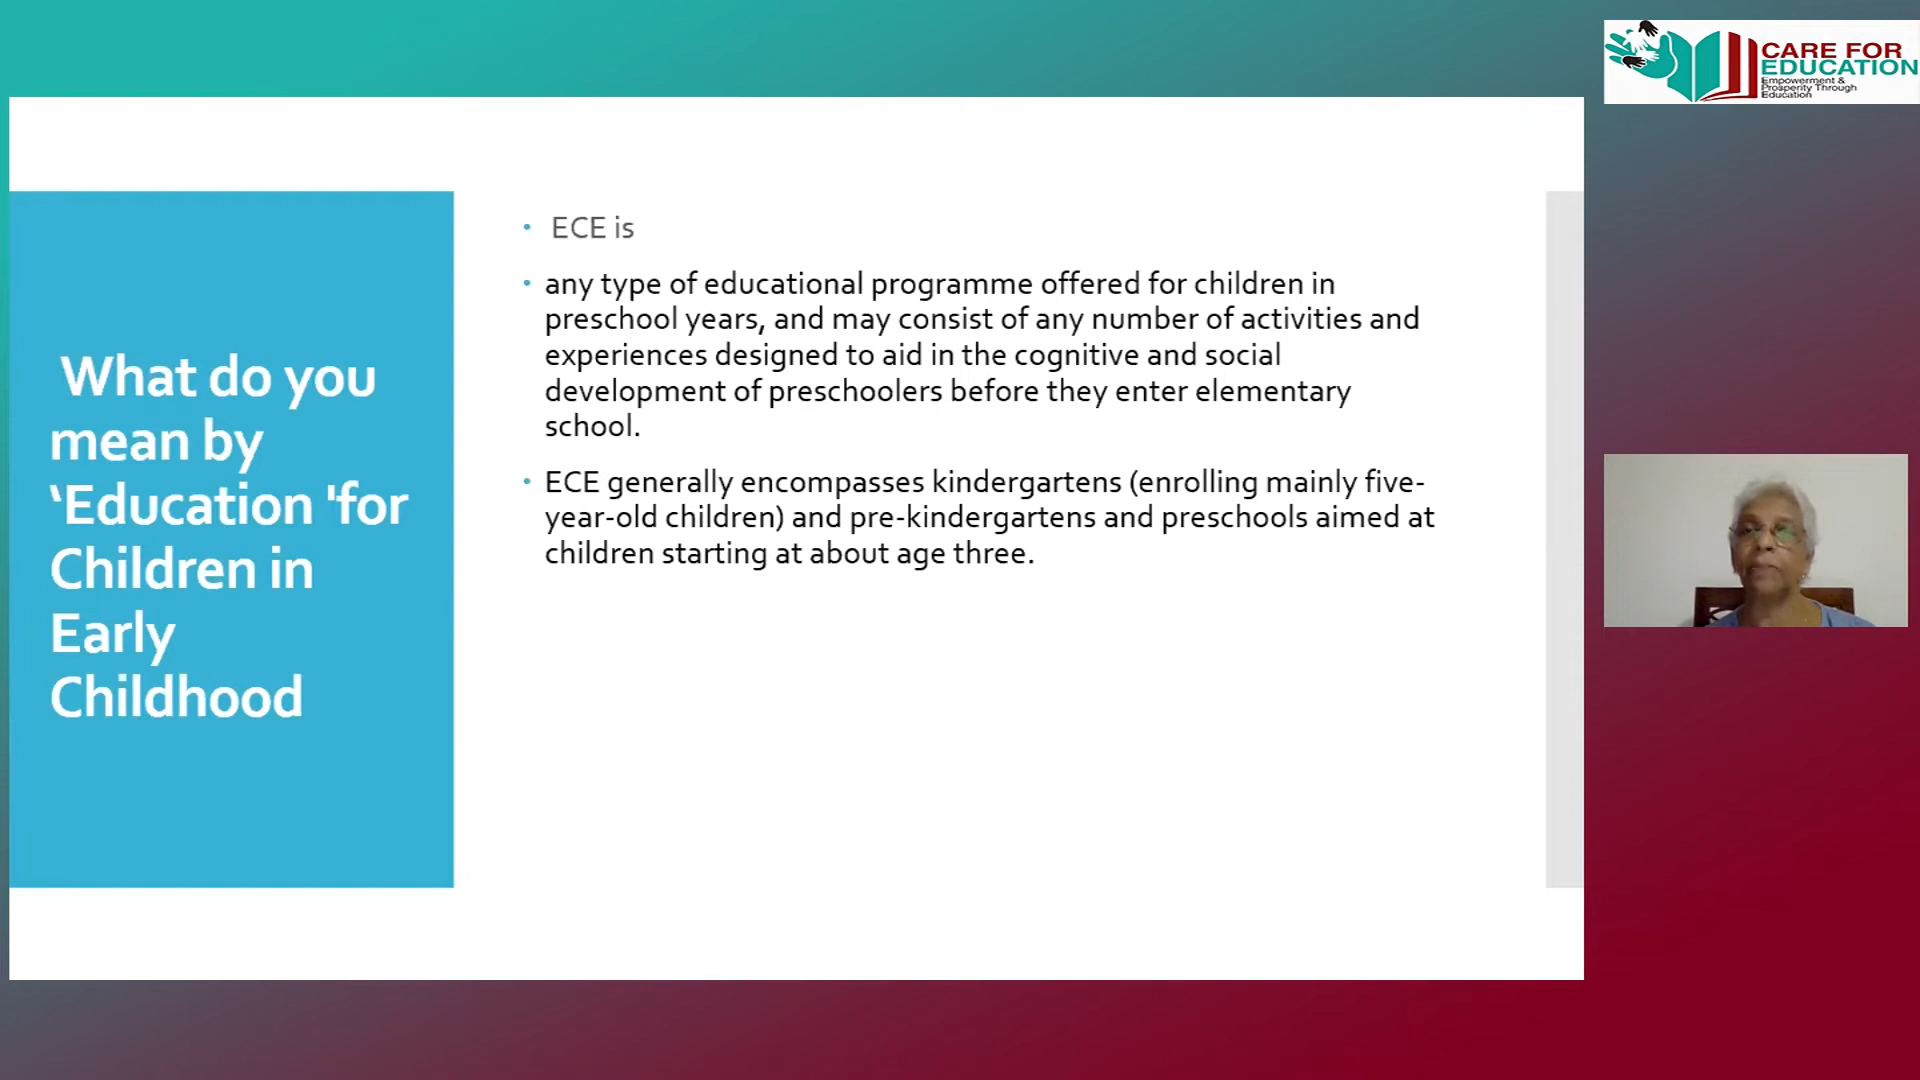 CARE FOR
EDUCATION
Empowerment &
Prosperity Through
Education
What do you
mean by
‘Education 'for
Children in
Early
Childhood
• ECE is
• any type of educational programme offered for children in
preschool years, and may consist of any number of activities and
experiences designed to aid in the cognitive and social
development of preschoolers before they enter elementary
school.
• ECE generally encompasses kindergartens (enrolling mainly five-
year-old children) and pre-kindergartens and preschools aimed at
children starting at about age three.